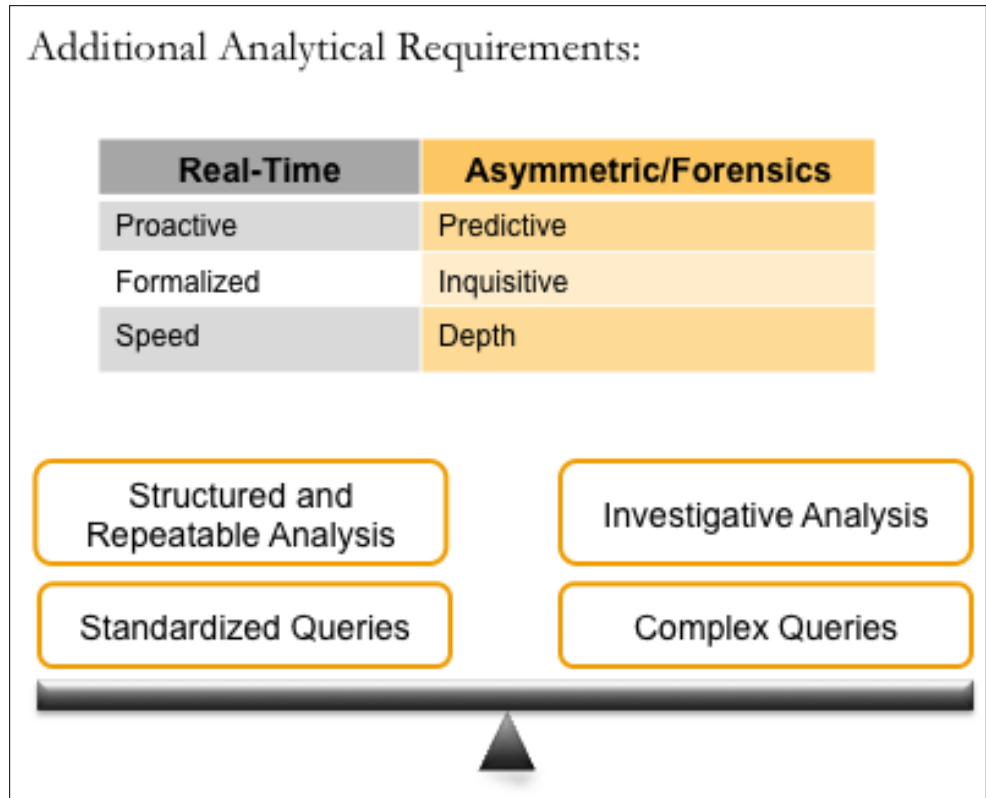 Additional Analytical Requirements:
Real-Time Asymmetric/Forensics
Proactive Predictive
Formalized Inquisitive
Speed Depth
Structured and
Repeatable Analysis
Investigative Analysis
Standardized Queries
Complex Queries